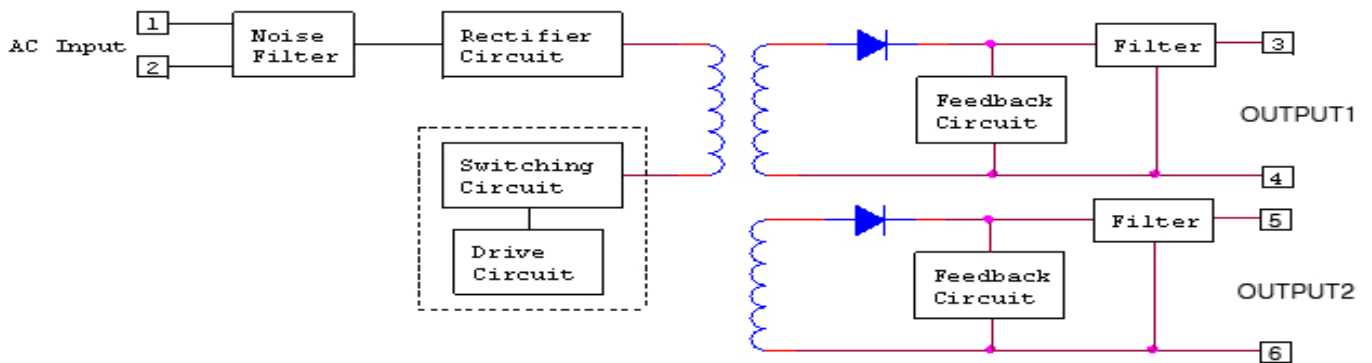 1
AC Input
2
Noise
Filter
Rectifier
Circuit
Switching
Circuit
Drive
Circuit
Feedback
Circuit
Filter
3
OUTPUT1
4
Feedback
Circuit
Filter
5
OUTPUT2
6